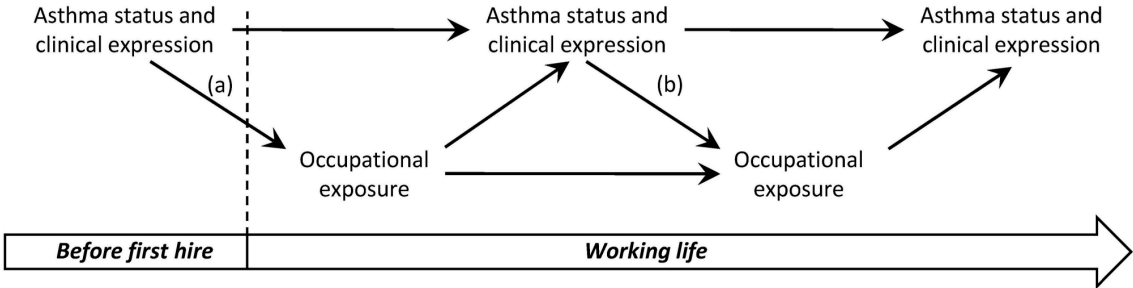 Asthma status and
clinical expression
Asthma status and
clinical expression
Asthma status and
clinical expression
(a)
(b)
Occupational
exposure
Occupational
exposure
Before first hire
Working life